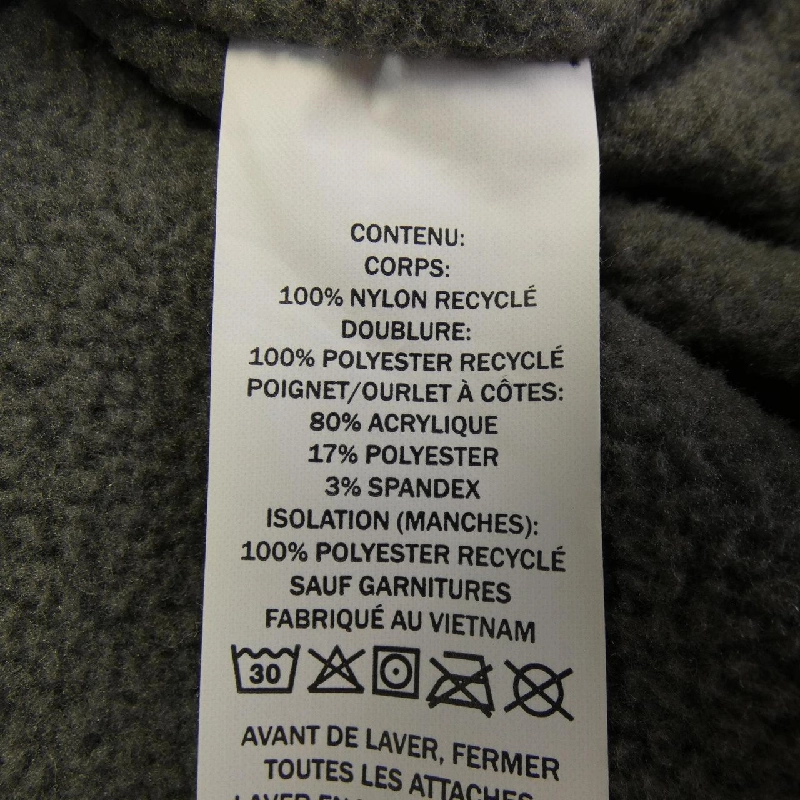 CONTENU:
CORPS:
100% NYLON RECYCLÉ
DOUBLURE:
100% POLYESTER RECYCLÉ
POIGNET/OURLET À CÔTES:
80% ACRYLIQUE
17% POLYESTER
3% SPANDEX
ISOLATION (MANCHES):
100% POLYESTER RECYCLÉ
SAUF GARNITURES
FABRIQUÉ AU VIETNAM
30
AVANT DE LAVER, FERMER
TOUTES LES ATTACHES
LAVER